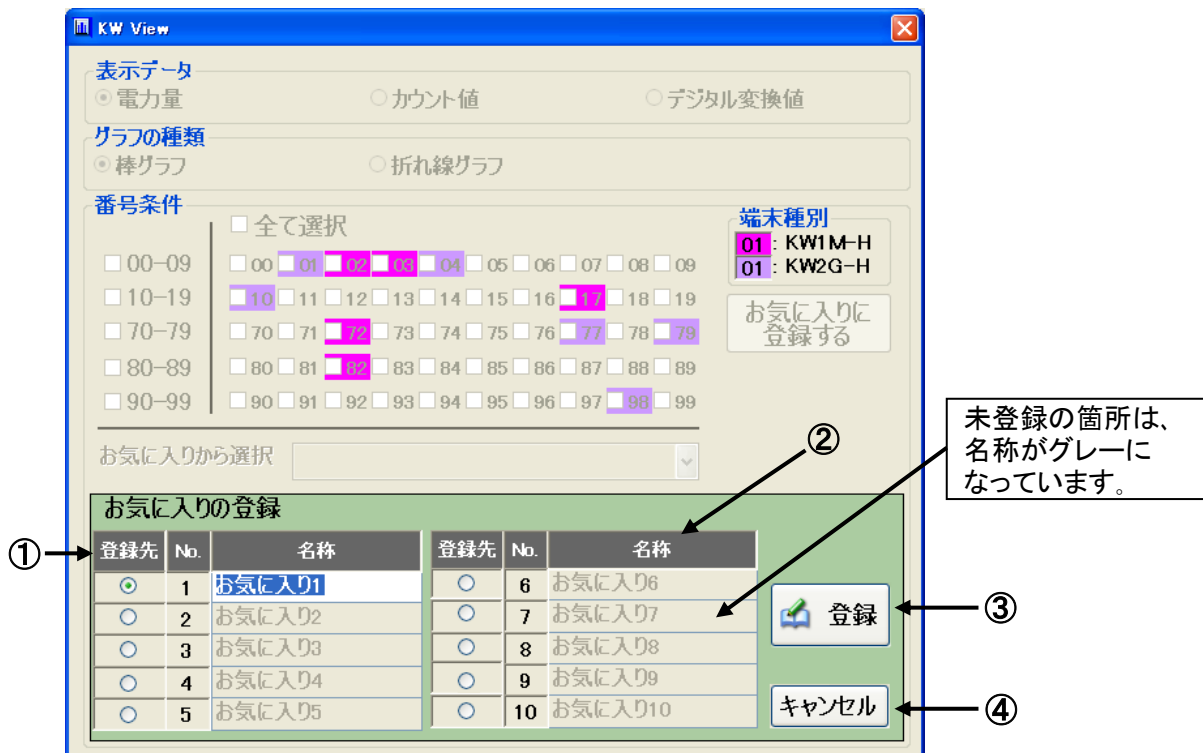 KW View
表示データ
電力量 カウント値 デジタル変換値
グラフの種類
棒グラフ 折れ線グラフ
番号条件
全て選択
00-09 00 01 02 03 04 05 06 07 08 09
10-19 10 11 12 13 14 15 16 17 18 19
70-79 70 71 72 73 74 75 76 77 78 79
80-89 80 81 82 83 84 85 86 87 88 89
90-99 90 91 92 93 94 95 96 97 98 99
端末種別
01 : KW1M-H
01 : KW2G-H
お気に入りに
登録する
お気に入りから選択
②
未登録の箇所は、
名称がグレーに
なっています。
お気に入りの登録
①
登録先 No. 名称 登録先 No. 名称
1 お気に入り1 6 お気に入り6
2 お気に入り2 7 お気に入り7
3 お気に入り3 8 お気に入り8
4 お気に入り4 9 お気に入り9
5 お気に入り5 10 お気に入り10
登録 ③
キャンセル ④